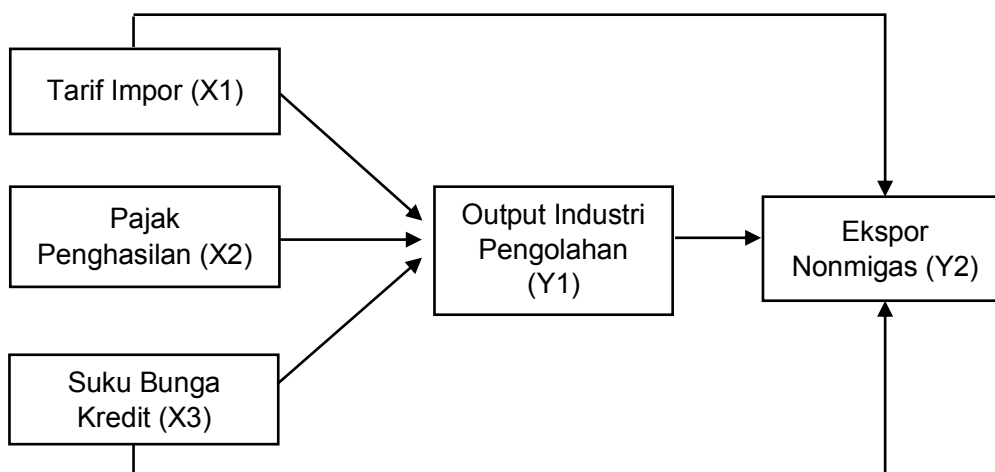 Tarif Impor (X1)
Pajak
Penghasilan (X2)
Suku Bunga
Kredit (X3)
Output Industri
Pengolahan
(Y1)
Ekspor
Nonmigas (Y2)